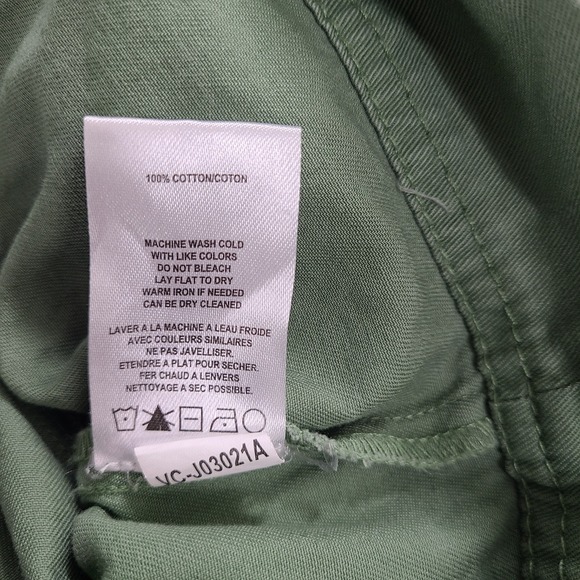 100% COTTON/COTON
MACHINE WASH COLD
WITH LIKE COLORS
DO NOT BLEACH
LAY FLAT TO DRY
WARM IRON IF NEEDED
CAN BE DRY CLEANED
LAVER A LA MACHINE A LEAU FROIDE
AVEC COULEURS SIMILAIRES
NE PAS JAVELLISER.
ETENDRE A PLAT POUR SECHER.
FER CHAUD A LENVERS
NETTOYAGE A SEC POSSIBLE.
VC-J03021A